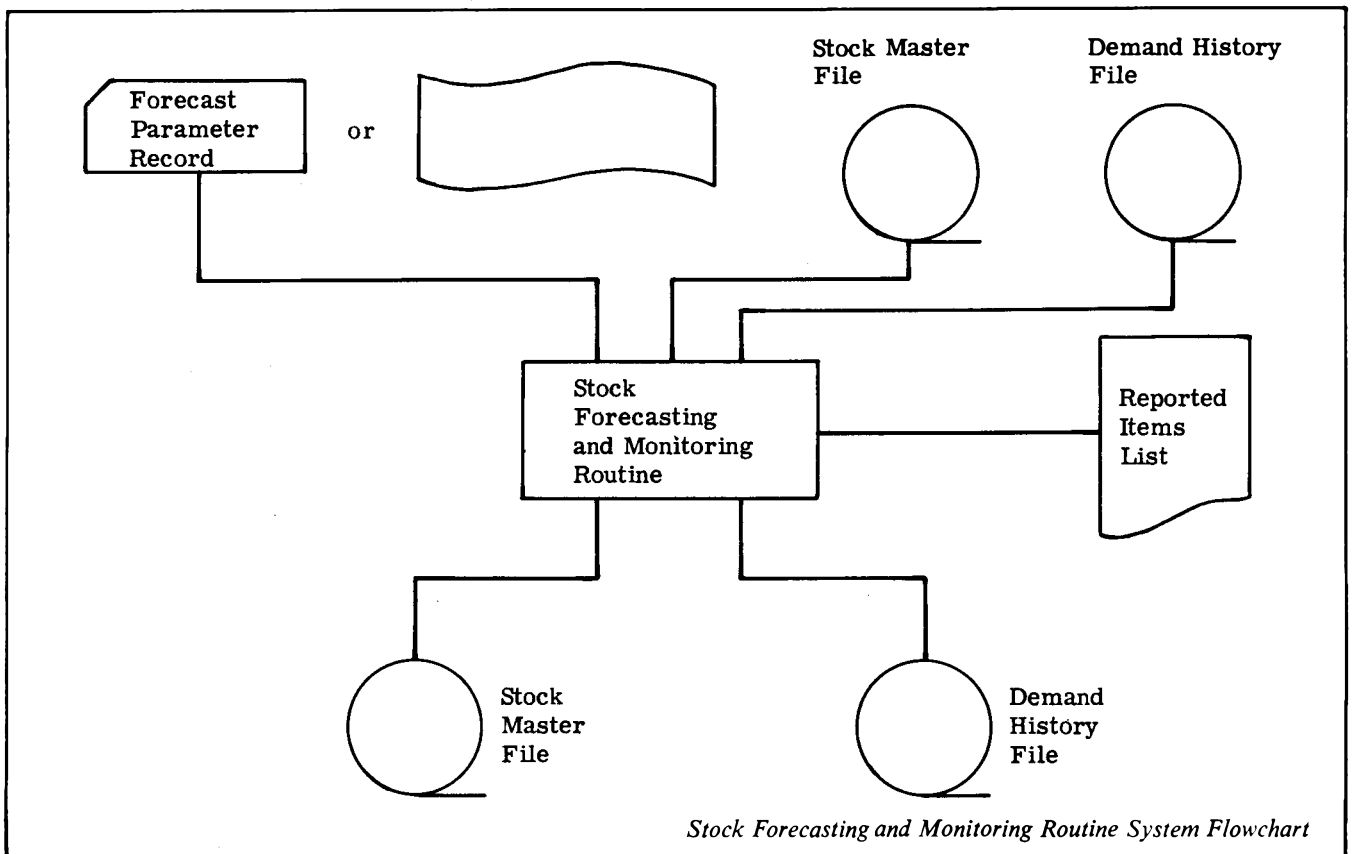 Stock Master
File
Demand History
File
Forecast
Parameter
Record
or
Stock
Forecasting
and Monitoring
Routine
Reported
Items
List
Stock
Master
File
Demand
History
File
Stock Forecasting and Monitoring Routine System Flowchart